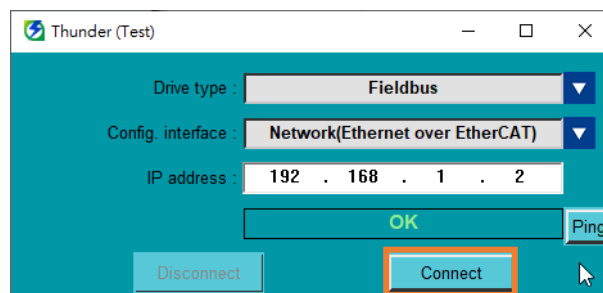 Thunder (Test)
Drive type : Fieldbus
Config. interface : Network(Ethernet over EtherCAT)
IP address : 192 . 168 . 1 . 2
OK Ping
Disconnect Connect